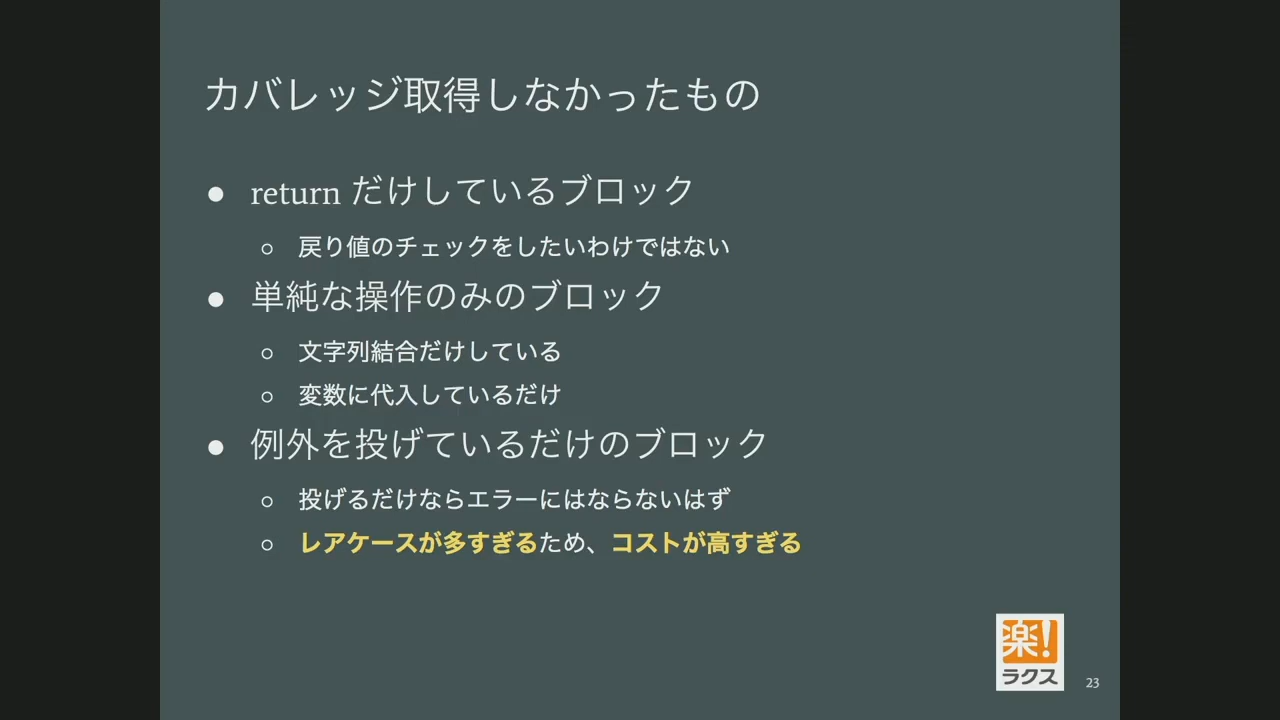 カバレッジ取得しなかったもの
● return だけしているブロック
○ 戻り値のチェックをしたいわけではない
● 単純な操作のみのブロック
○ 文字列結合だけしている
○ 変数に代入しているだけ
● 例外を投げているだけのブロック
○ 投げるだけならエラーにはならないはず
○ レアケースが多すぎるため、コストが高すぎる
楽!
ラクス
23